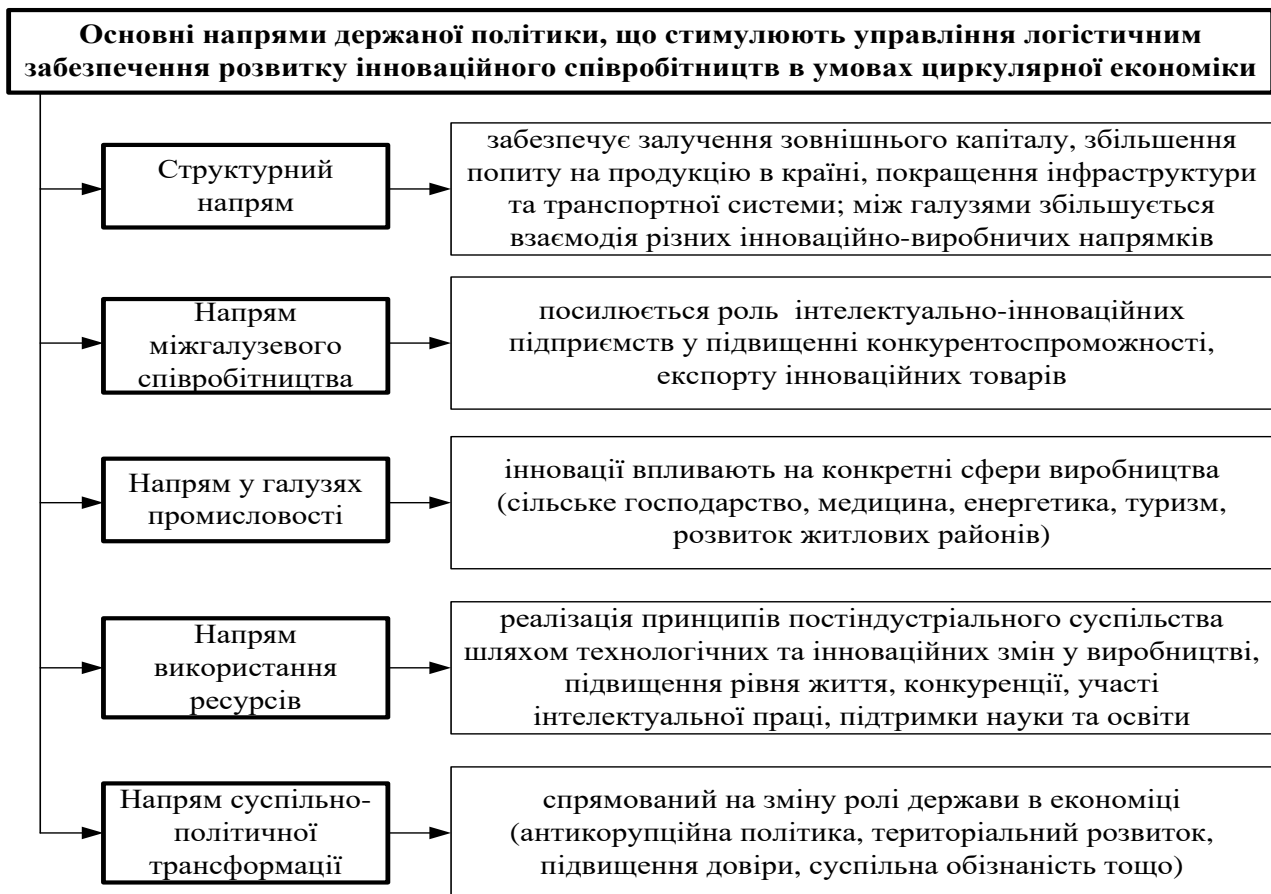 Основні напрями держаної політики, що стимулюють управління логістичним
забезпечення розвитку інноваційного співробітництв в умовах циркулярної економіки
Структурний
напрям
забезпечує залучення зовнішнього капіталу, збільшення
попиту на продукцію в країні, покращення інфраструктури
та транспортної системи; між галузями збільшується
взаємодія різних інноваційно-виробничих напрямків
Напрям
міжгалузевого
співробітництва
посилюється роль інтелектуально-інноваційних
підприємств у підвищенні конкурентоспроможності,
експорту інноваційних товарів
Напрям у галузях
промисловості
інновації впливають на конкретні сфери виробництва
(сільське господарство, медицина, енергетика, туризм,
розвиток житлових районів)
Напрям
використання
ресурсів
реалізація принципів постіндустріального суспільства
шляхом технологічних та інноваційних змін у виробництві,
підвищення рівня життя, конкуренції, участі
інтелектуальної праці, підтримки науки та освіти
Напрям суспільно-
політичної
трансформації
спрямований на зміну ролі держави в економіці
(антикорупційна політика, територіальний розвиток,
підвищення довіри, суспільна обізнаність тощо)